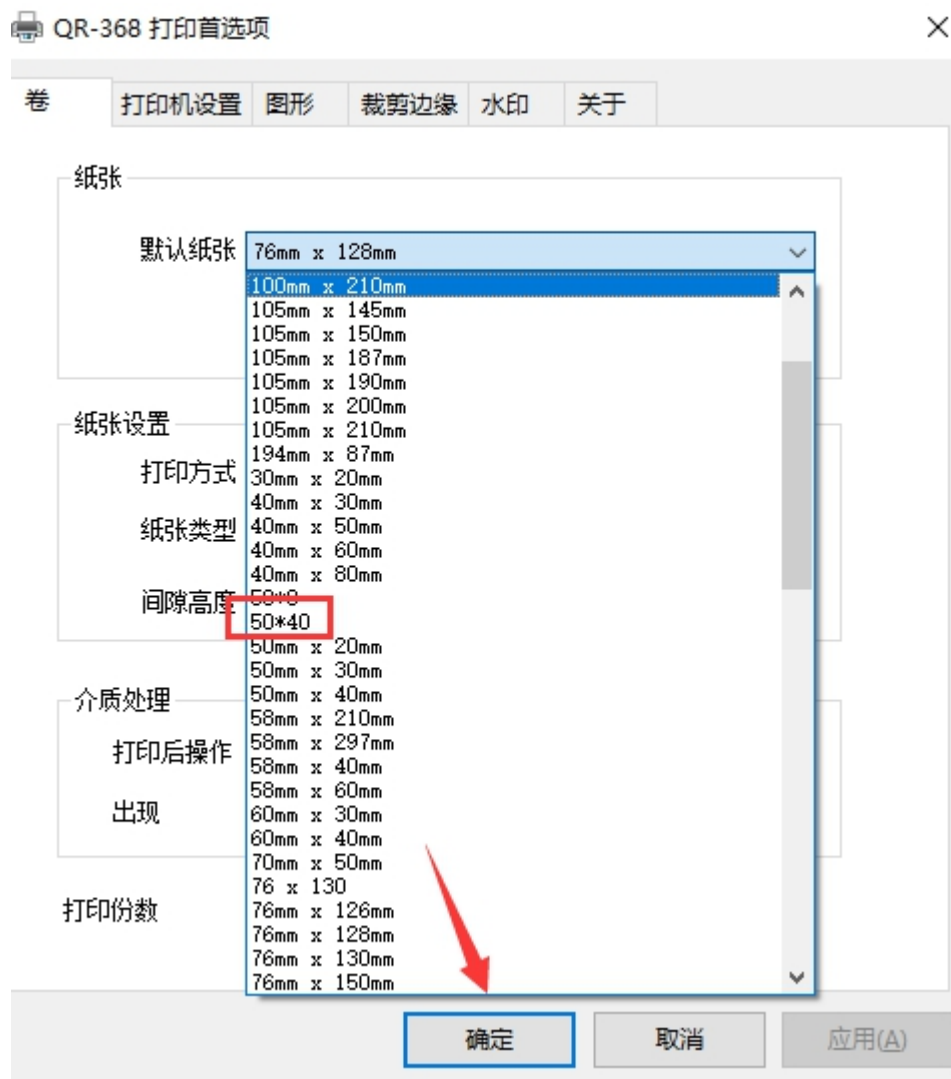 QR-368 打印首选项
卷 打印机设置 图形 裁剪边缘 水印 关于
纸张
默认纸张 76mm x 128mm
100mm x 210mm
105mm x 145mm
105mm x 150mm
105mm x 187mm
105mm x 190mm
105mm x 200mm
105mm x 210mm
194mm x 87mm
30mm x 20mm
40mm x 30mm
40mm x 50mm
40mm x 60mm
40mm x 80mm
50*40
50mm x 20mm
50mm x 30mm
50mm x 40mm
58mm x 210mm
58mm x 297mm
58mm x 40mm
58mm x 60mm
60mm x 30mm
60mm x 40mm
70mm x 50mm
76 x 130
76mm x 126mm
76mm x 128mm
76mm x 130mm
76mm x 150mm
纸张设置
打印方式
纸张类型
间隙高度
介质处理
打印后操作
出现
打印份数
确定 取消 应用(A)